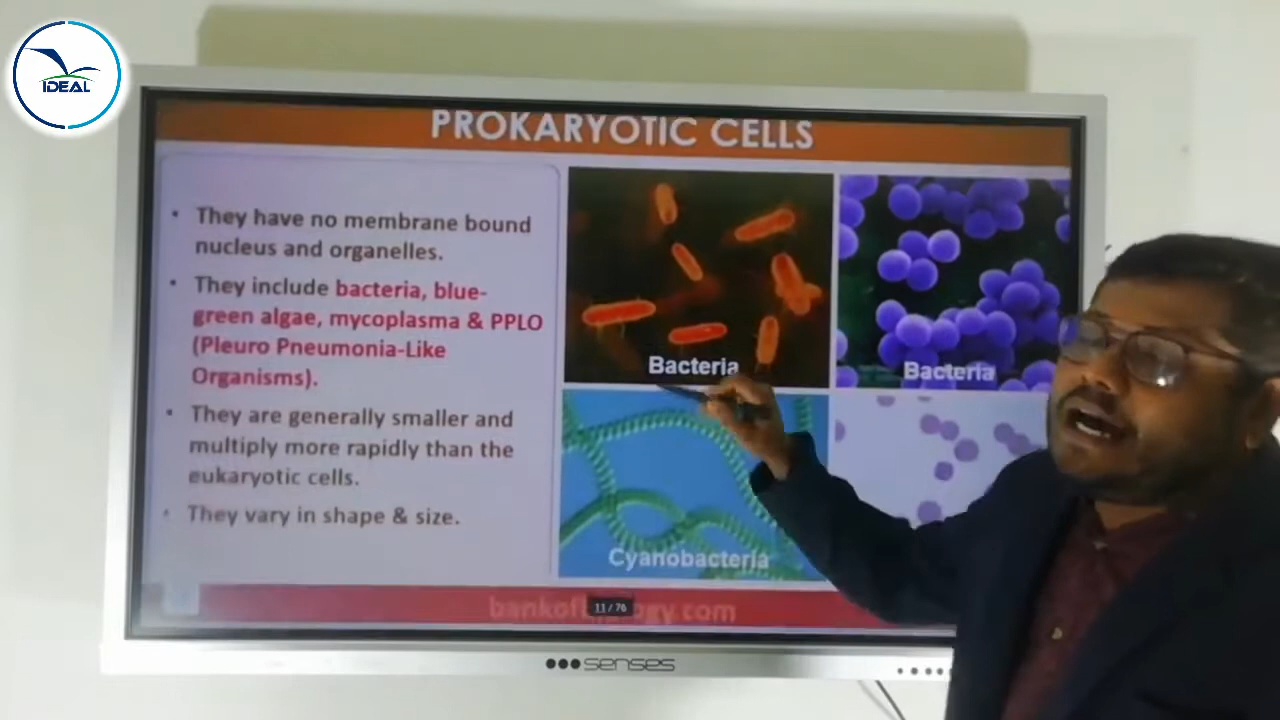 IDEAL
PROKARYOTIC CELLS
• They have no membrane bound
nucleus and organelles.
• They include bacteria, blue-
green algae, mycoplasma & PPLO
(Pleuro Pneumonia-Like
Organisms).
• They are generally smaller and
multiply more rapidly than the
eukaryotic cells.
• They vary in shape & size.
Bacteria
Bacteria
Cyanobacteria
11 / 76
senses